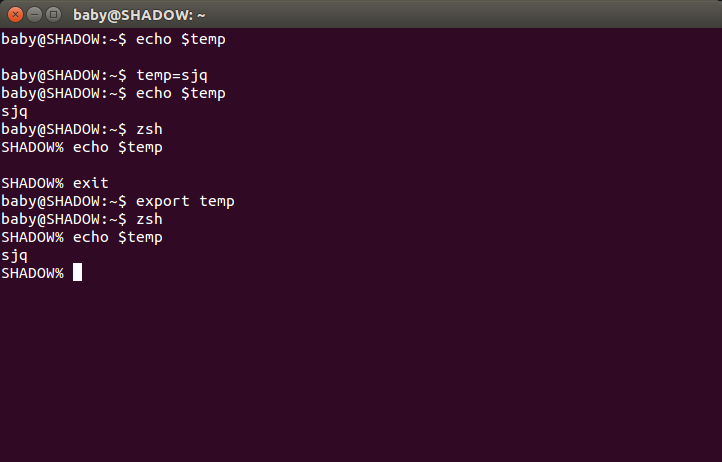 baby@SHADOW: ~
baby@SHADOW:~$ echo $temp
baby@SHADOW:~$ temp=sjq
baby@SHADOW:~$ echo $temp
sjq
baby@SHADOW:~$ zsh
SHADOW% echo $temp
SHADOW% exit
baby@SHADOW:~$ export temp
baby@SHADOW:~$ zsh
SHADOW% echo $temp
sjq
SHADOW%